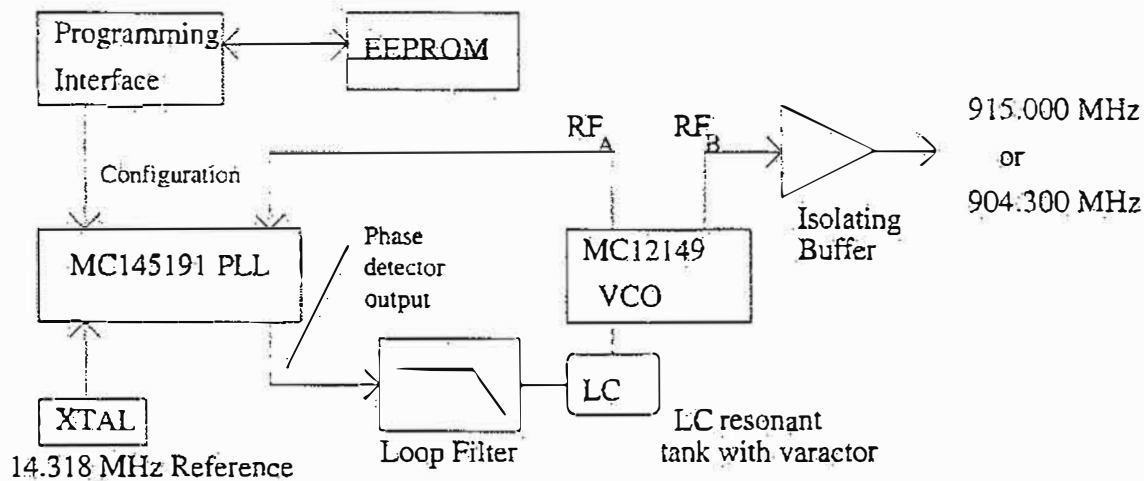 Programming
Interface
EEPROM
RF_A
RF_B
915.000 MHz
or
904.300 MHz
Configuration
Isolating
Buffer
MC145191 PLL
Phase
detector
output
MC12149
VCO
LC
XTAL
14.318 MHz Reference
Loop Filter
LC resonant
tank with varactor